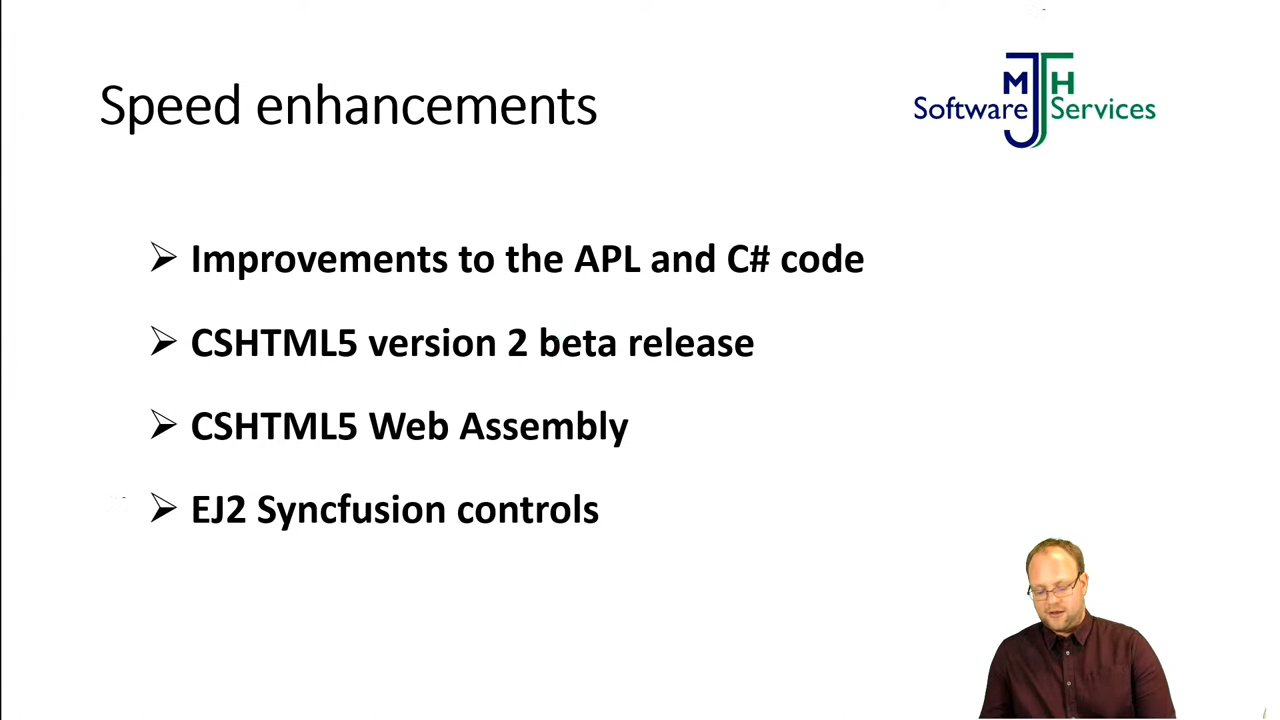 Speed enhancements
MJH
Software Services
Improvements to the APL and C# code
CSHTML5 version 2 beta release
CSHTML5 Web Assembly
EJ2 Syncfusion controls